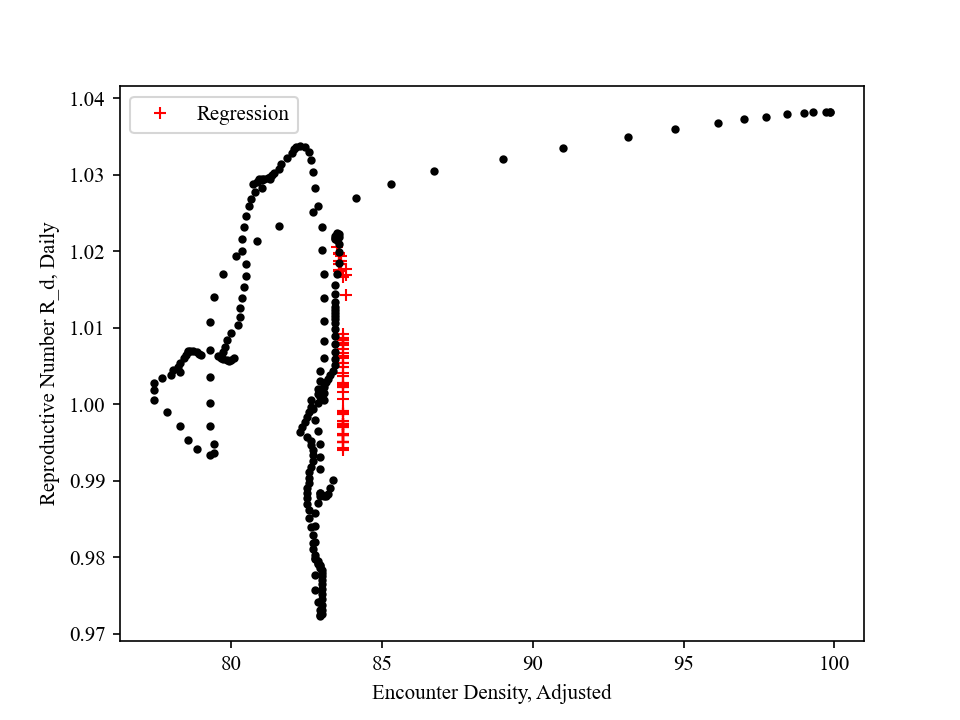 1.04
1.03
1.02
1.01
1.00
0.99
0.98
0.97
Reproductive Number R_d, Daily
Regression
80 85 90 95 100
Encounter Density, Adjusted